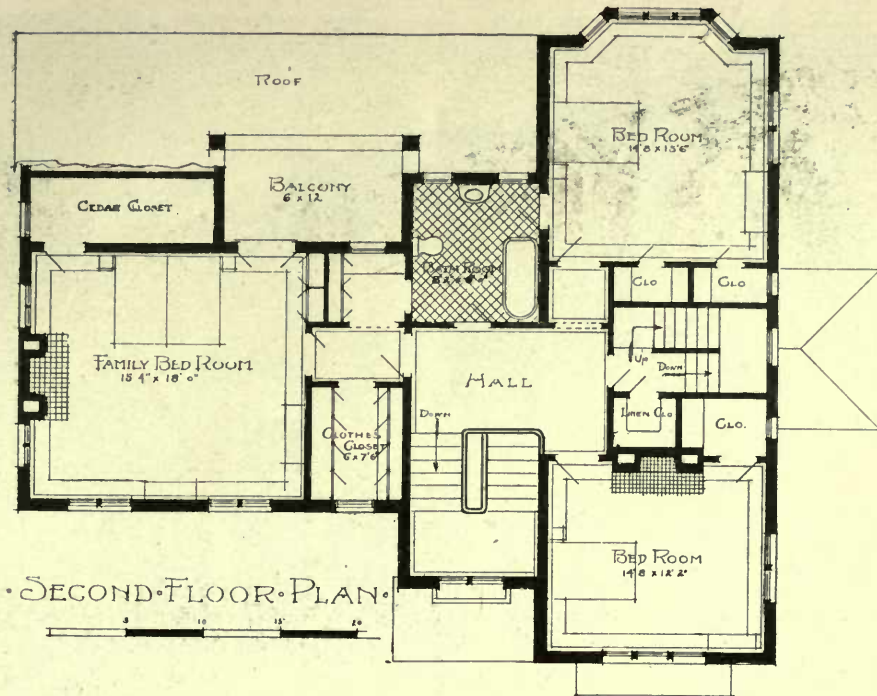 ROOF
BED ROOM
14'8 x 15'6"
BALCONY
6 x 12
CEDAR CLOSET
BATH ROOM
CLO
CLO
FAMILY BED ROOM
15'4" x 18'0"
UP
DOWN
HALL
DOWN
LINEN CLO
CLO.
CLOTHES
CLOSET
6' x 7'6"
BED ROOM
14'8 x 12'2"
·SECOND·FLOOR·PLAN·
5 10 15 20